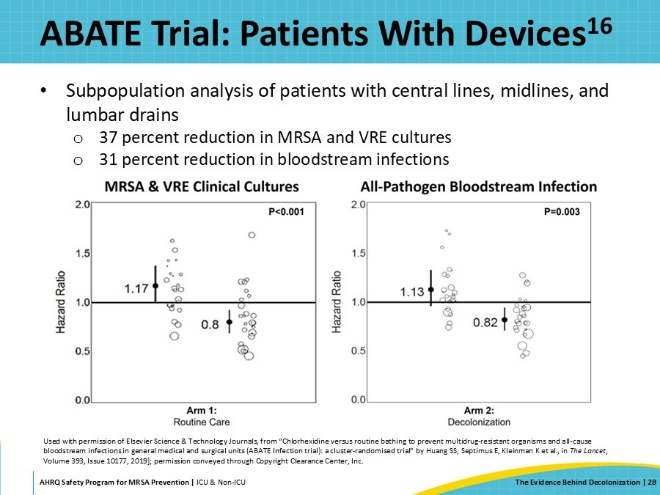 ABATE Trial: Patients With Devices16
• Subpopulation analysis of patients with central lines, midlines, and
lumbar drains
o 37 percent reduction in MRSA and VRE cultures
o 31 percent reduction in bloodstream infections
MRSA & VRE Clinical Cultures
All-Pathogen Bloodstream Infection
2.0
P<0.001
1.5
1.17
1.0
0.8
0.5
0.0
Hazard Ratio
2.0
P=0.003
1.5
1.13
1.0
0.82
0.5
0.0
Hazard Ratio
Arm 1:
Routine Care
Arm 2:
Decolonization
Used with permission of Elsevier Science & Technology Journals, from "Chlorhexidine versus routine bathing to prevent multidrug-resistant organisms and all-cause
bloodstream infections in general medical and surgical units (ABATE Infection trial): a cluster-randomised trial" by Huang SS, Septimus E, Kleinman K et al., in The Lancet,
Volume 393, Issue 10177, 2019]; permission conveyed through Copyright Clearance Center, Inc.
AHRQ Safety Program for MRSA Prevention | ICU & Non-ICU
The Evidence Behind Decolonization | 28